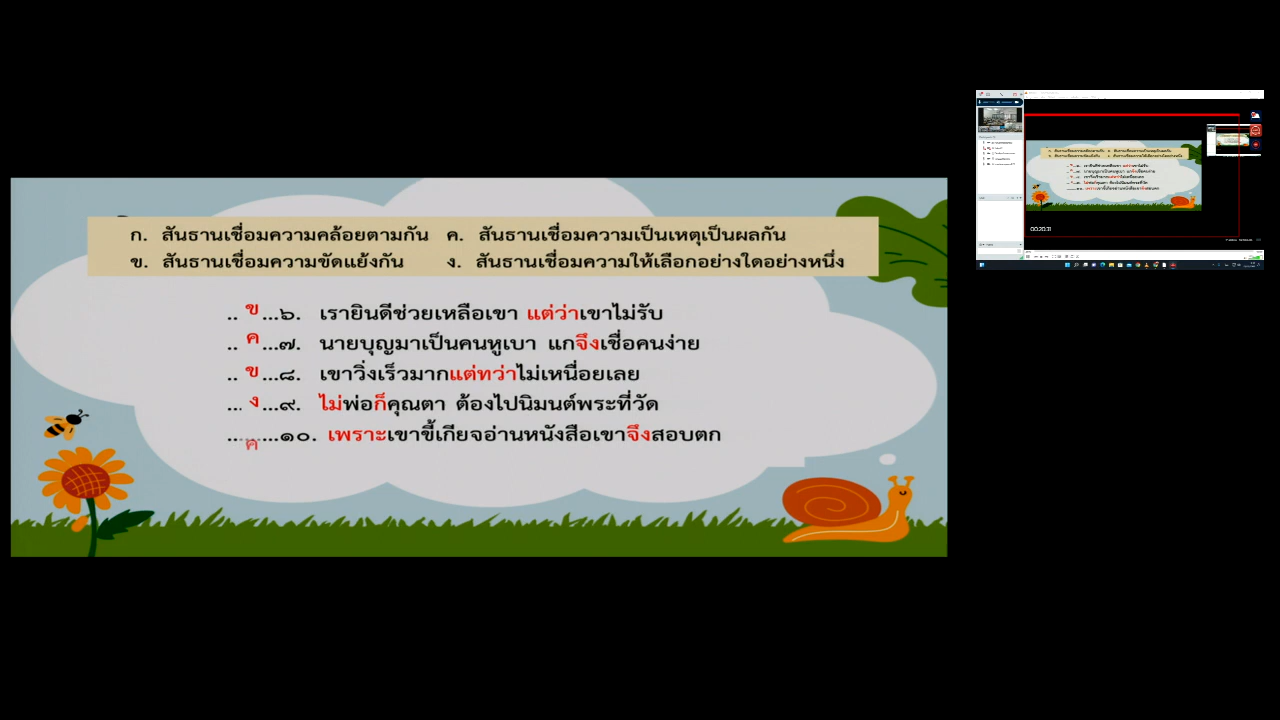 ก. สันธานเชื่อมความคล้อยตามกัน ค. สันธานเชื่อมความเป็นเหตุเป็นผลกัน
ข. สันธานเชื่อมความขัดแย้งกัน ง. สันธานเชื่อมความให้เลือกอย่างใดอย่างหนึ่ง
.. ข ...๖. เรายินดีช่วยเหลือเขา แต่ว่าเขาไม่รับ
.. ค ...๗. นายบุญมาเป็นคนหูเบา แกจึงเชื่อคนง่าย
.. ข ...๘. เขาวิ่งเร็วมากแต่ทว่าไม่เหนื่อยเลย
... ง ...๙. ไม่พ่อก็คุณตา ต้องไปนิมนต์พระที่วัด
... ค ...๑๐. เพราะเขาขี้เกียจอ่านหนังสือเขาจึงสอบตก
00:20:31